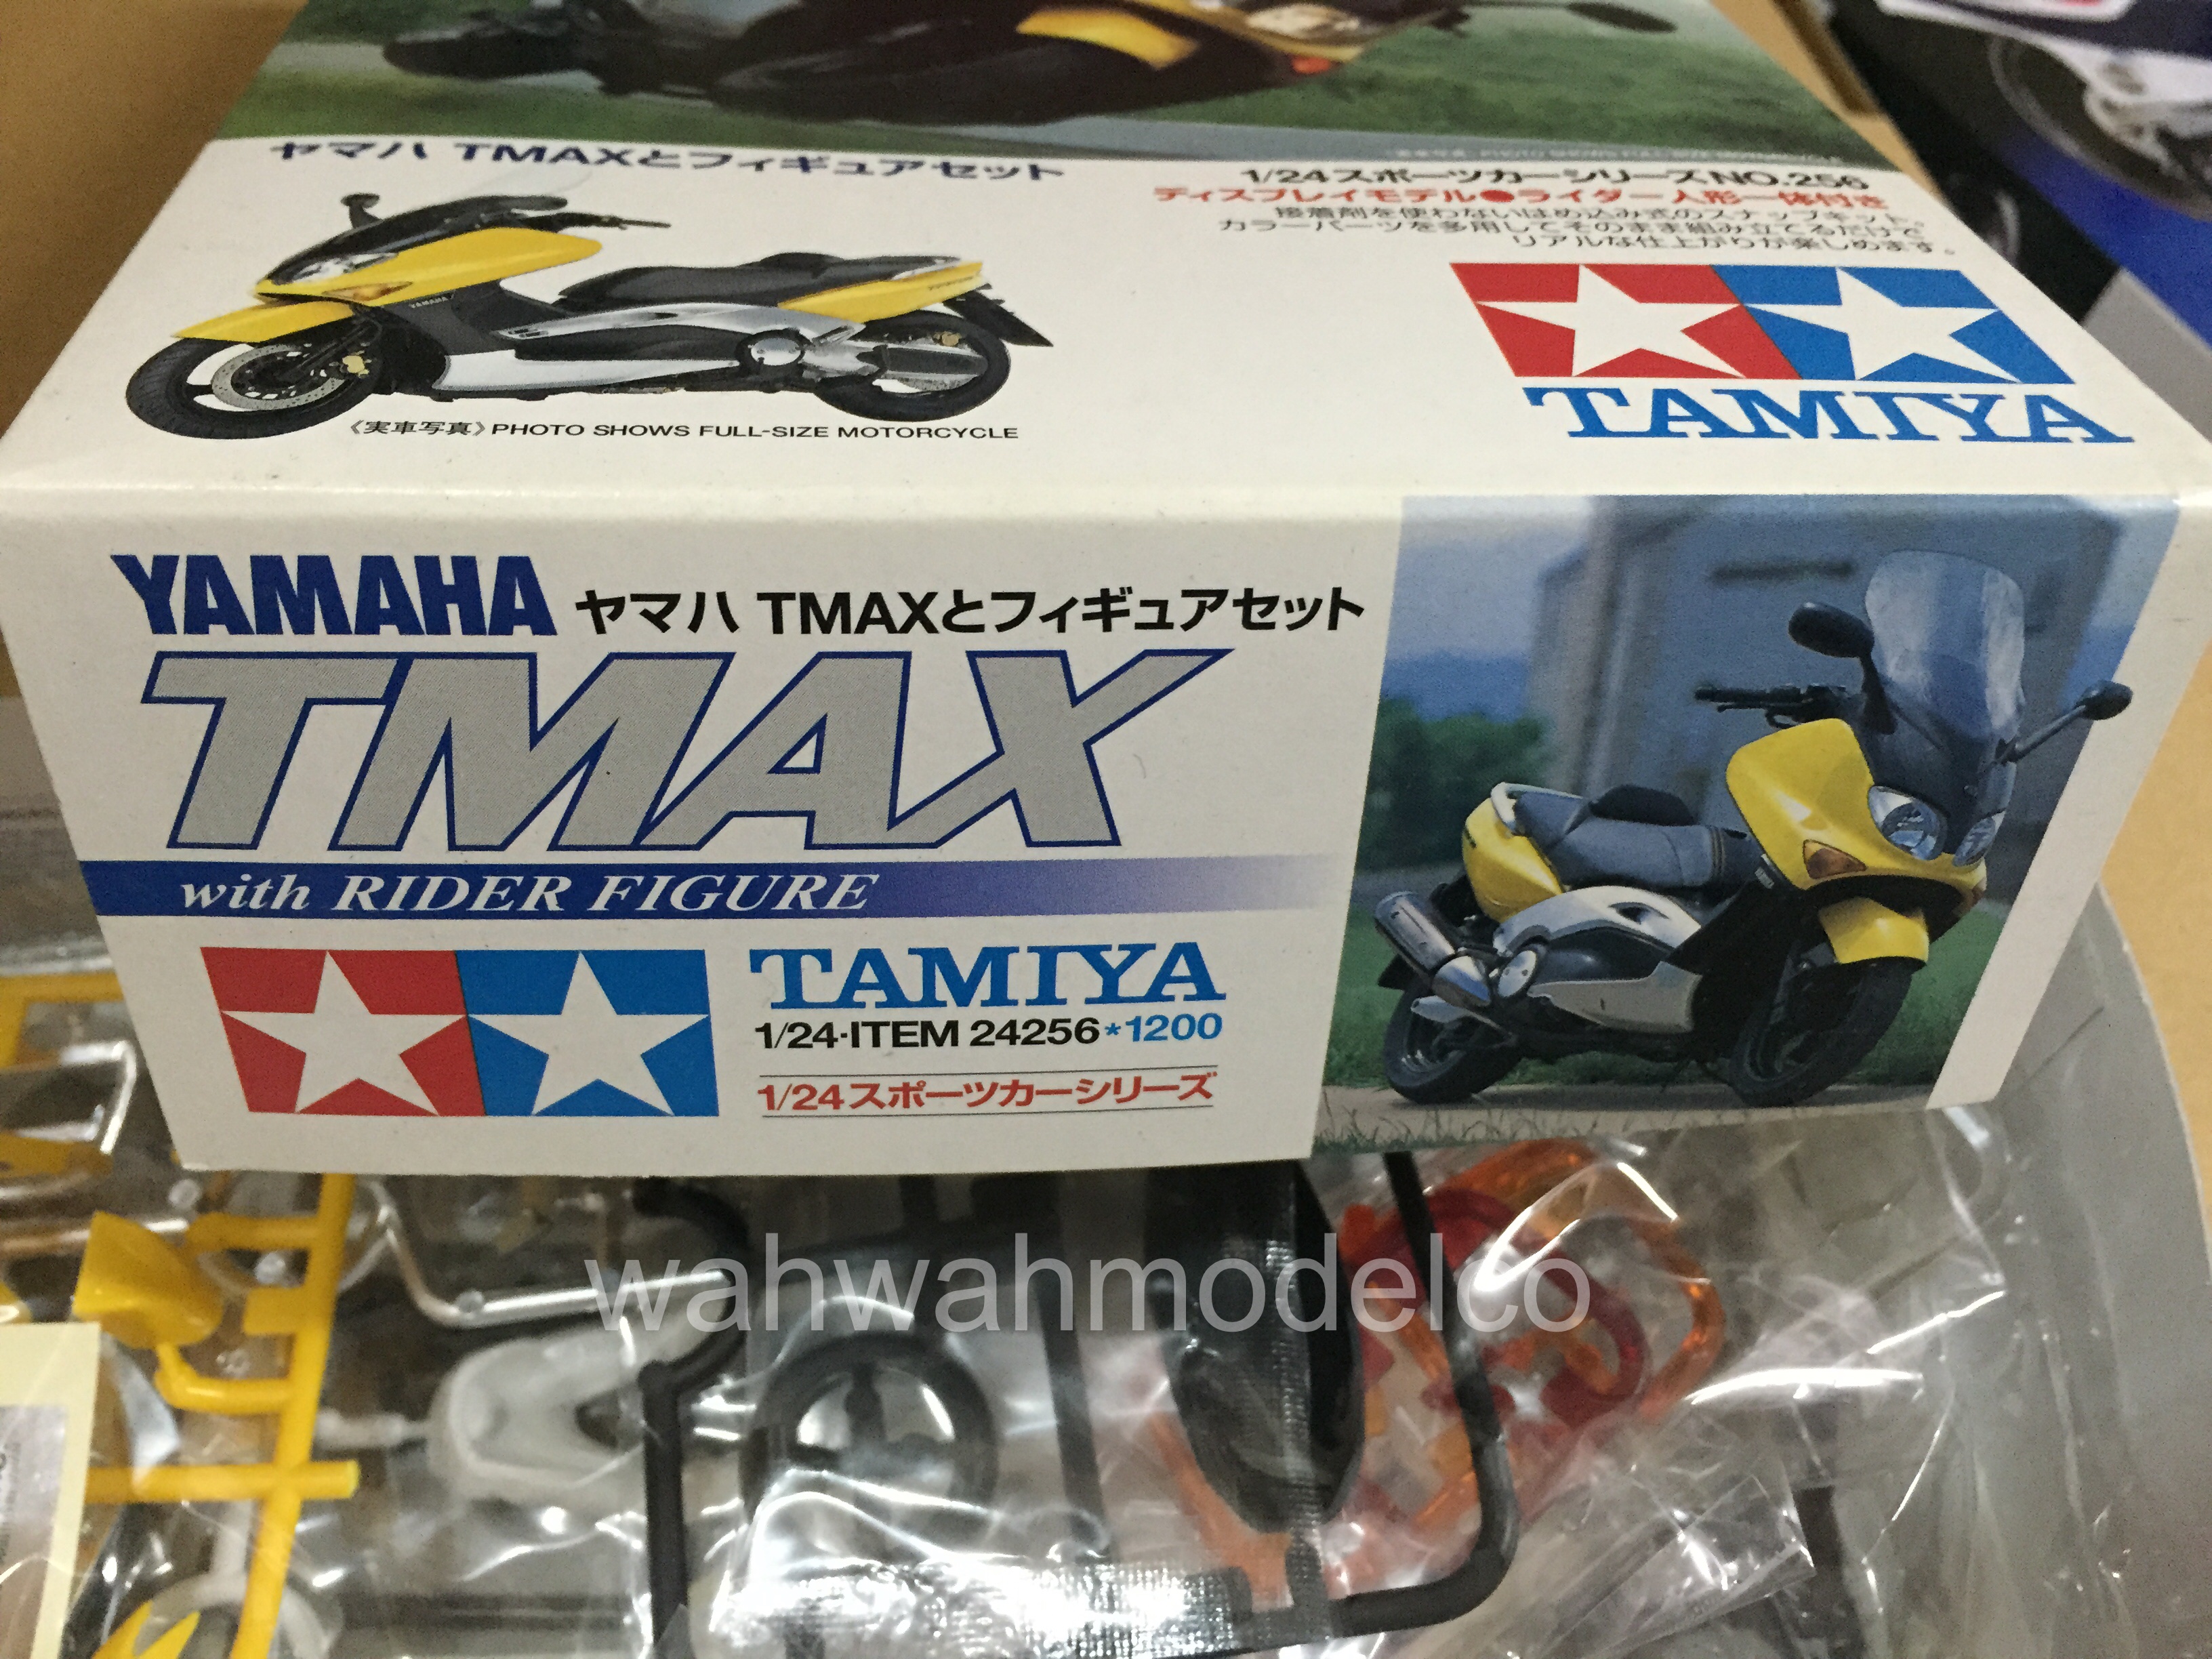 ヤマハ TMAXとフィギュアセット
1/24スポーツカーシリーズNO.256
ディスプレイモデル●ライダー人形一体付き
接着剤を使わないはめ込み式のスナップキット。
カラーパーツを多用してそのまま組み立てるだけで
リアルな仕上がりが楽しめます。
YAMAHA
《実車写真》PHOTO SHOWS FULL-SIZE MOTORCYCLE
TAMIYA
YAMAHA ヤマハ TMAXとフィギュアセット
TMAX
with RIDER FIGURE
TAMIYA
1/24·ITEM 24256*1200
1/24スポーツカーシリーズ
wahwahmodelco